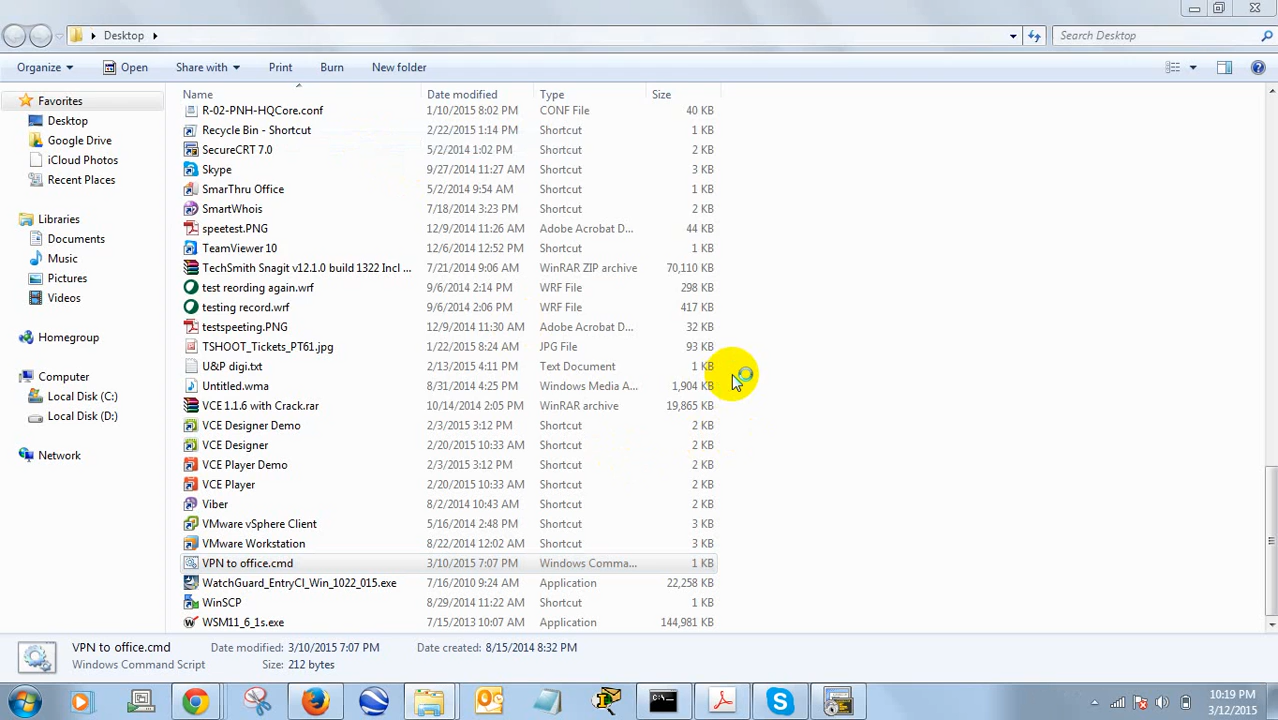 Desktop
Search Desktop
Organize Open Share with Print Burn New folder
Name Date modified Type Size
Favorites
Desktop
Google Drive
iCloud Photos
Recent Places
Libraries
Documents
Music
Pictures
Videos
Homegroup
Computer
Local Disk (C:)
Local Disk (D:)
Network
R-02-PNH-HQCore.conf 1/10/2015 8:02 PM CONF File 40 KB
Recycle Bin - Shortcut 2/22/2015 1:14 PM Shortcut 1 KB
SecureCRT 7.0 5/2/2014 1:02 PM Shortcut 2 KB
Skype 9/27/2014 11:27 AM Shortcut 3 KB
SmarThru Office 5/2/2014 9:54 AM Shortcut 1 KB
SmartWhois 7/18/2014 3:23 PM Shortcut 2 KB
speetest.PNG 12/9/2014 11:26 AM Adobe Acrobat D... 44 KB
TeamViewer 10 12/6/2014 12:52 PM Shortcut 1 KB
TechSmith Snagit v12.1.0 build 1322 Incl ... 7/21/2014 9:06 AM WinRAR ZIP archive 70,110 KB
test reording again.wrf 9/6/2014 2:14 PM WRF File 298 KB
testing record.wrf 9/6/2014 2:06 PM WRF File 417 KB
testspeeting.PNG 12/9/2014 11:30 AM Adobe Acrobat D... 32 KB
TSHOOT_Tickets_PT61.jpg 1/22/2015 8:24 AM JPG File 93 KB
U&P digi.txt 2/13/2015 4:11 PM Text Document 1 KB
Untitled.wma 8/31/2014 4:25 PM Windows Media A... 1,904 KB
VCE 1.1.6 with Crack.rar 10/14/2014 2:05 PM WinRAR archive 19,865 KB
VCE Designer Demo 2/3/2015 3:12 PM Shortcut 2 KB
VCE Designer 2/20/2015 10:33 AM Shortcut 2 KB
VCE Player Demo 2/3/2015 3:12 PM Shortcut 2 KB
VCE Player 2/20/2015 10:33 AM Shortcut 2 KB
Viber 8/2/2014 10:43 AM Shortcut 2 KB
VMware vSphere Client 5/16/2014 2:48 PM Shortcut 3 KB
VMware Workstation 8/22/2014 12:02 AM Shortcut 3 KB
VPN to office.cmd 3/10/2015 7:07 PM Windows Comma... 1 KB
WatchGuard_EntryCl_Win_1022_015.exe 7/16/2010 9:24 AM Application 22,258 KB
WinSCP 8/29/2014 11:22 AM Shortcut 3 KB
WSM11_6_1s.exe 7/15/2013 10:07 AM Application 144,981 KB
VPN to office.cmd Date modified: 3/10/2015 7:07 PM Date created: 8/15/2014 8:32 PM
Windows Command Script Size: 212 bytes
10:19 PM
3/12/2015